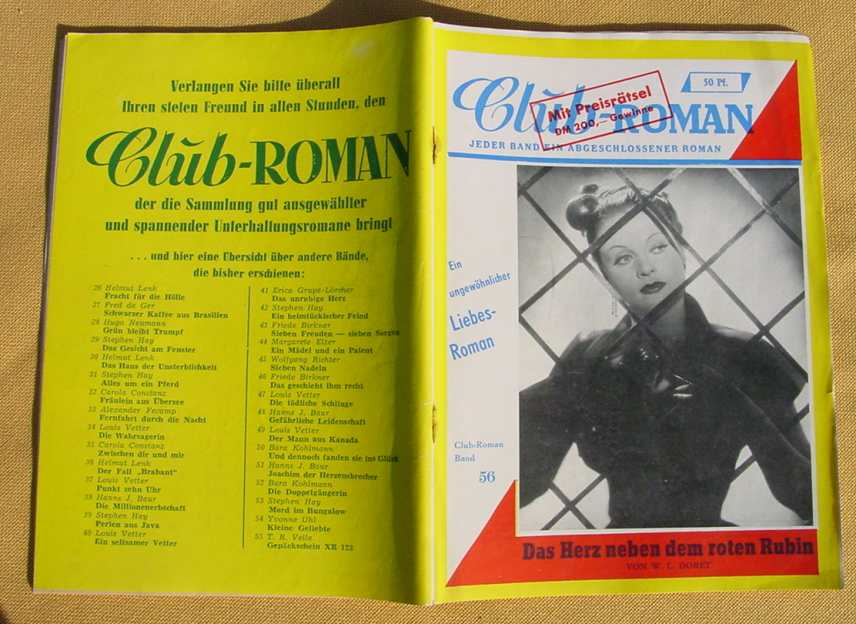 Verlangen Sie bitte überall
Ihren steten Freund in allen Stunden, den
Club-ROMAN
der die Sammlung gut ausgewählter
und spannender Unterhaltungsromane bringt
. . . und hier eine Übersicht über andere Bände,
die bisher erschienen:
26 Helmut Lenk
Fracht für die Hölle
27 Fred de Ger
Schwarzer Kaffee aus Brasilien
28 Hugo Neumann
Grün bleibt Trumpf
29 Stephen Hay
Das Gesicht am Fenster
30 Helmut Lenk
Das Haus der Unsterblichkeit
31 Stephen Hay
Alles um ein Pferd
32 Carola Constanz
Fräulein aus Übersee
33 Alexander Fecamp
Fernfahrt durch die Nacht
34 Louis Vetter
Die Wahrsagerin
35 Carola Constanz
Zwischen dir und mir
36 Helmut Lenk
Der Fall „Brabant"
37 Louis Vetter
Punkt zehn Uhr
38 Hanns J. Baur
Die Millionenerbschaft
39 Stephen Hay
Perlen aus Java
40 Louis Vetter
Ein seltsamer Vetter
41 Erica Grupe-Lörcher
Das unruhige Herz
42 Stephen Hay
Ein heimtückischer Feind
43 Friede Birkner
Sieben Freuden — sieben Sorgen
44 Margarete Elter
Ein Mädel und ein Patent
45 Wolfgang Richter
Sieben Nadeln
46 Friede Birkner
Das geschieht ihm recht
47 Louis Vetter
Die tödliche Schlinge
48 Hanns J. Baur
Gefährliche Leidenschaft
49 Louis Vetter
Der Mann aus Kanada
50 Bara Kohlmann
Und dennoch fanden sie ins Glück
51 Hanns J. Baur
Joachim der Herzensbrecher
52 Bara Kohlmann
Die Doppelgängerin
53 Stephen Hay
Mord im Bungalow
54 Yvonne Uhl
Kleine Geliebte
55 T. R. Velle
Gepäckschein XR 123
50 Pf.
Club-ROMAN
Mit Preisrätsel
DM 200,— Gewinne
JEDER BAND EIN ABGESCHLOSSENER ROMAN
Ein
ungewöhnlicher
Liebes-
Roman
Club-Roman
Band
56
Das Herz neben dem roten Rubin
VON W. L. DORET